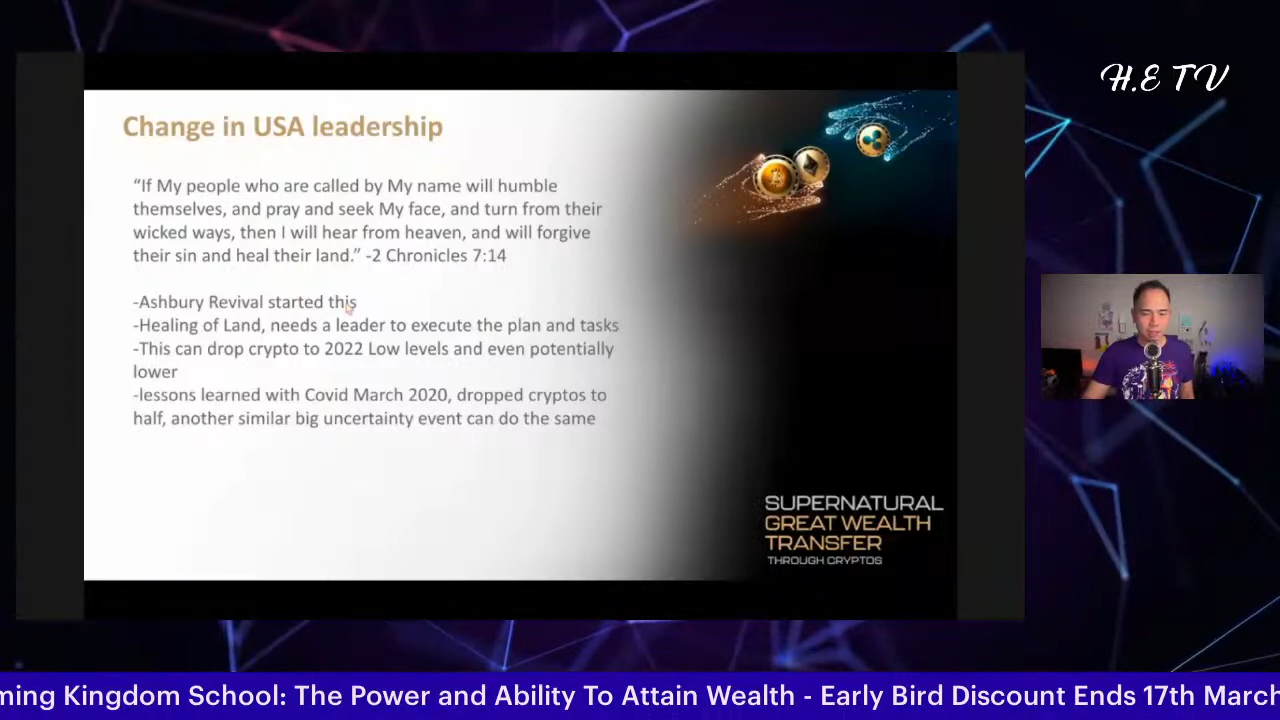 H.E TV
Change in USA leadership
“If My people who are called by My name will humble
themselves, and pray and seek My face, and turn from their
wicked ways, then I will hear from heaven, and will forgive
their sin and heal their land.” -2 Chronicles 7:14
-Ashbury Revival started this
-Healing of Land, needs a leader to execute the plan and tasks
-This can drop crypto to 2022 Low levels and even potentially
lower
-lessons learned with Covid March 2020, dropped cryptos to
half, another similar big uncertainty event can do the same
SUPERNATURAL
GREAT WEALTH
TRANSFER
THROUGH CRYPTOS
ming Kingdom School: The Power and Ability To Attain Wealth - Early Bird Discount Ends 17th March